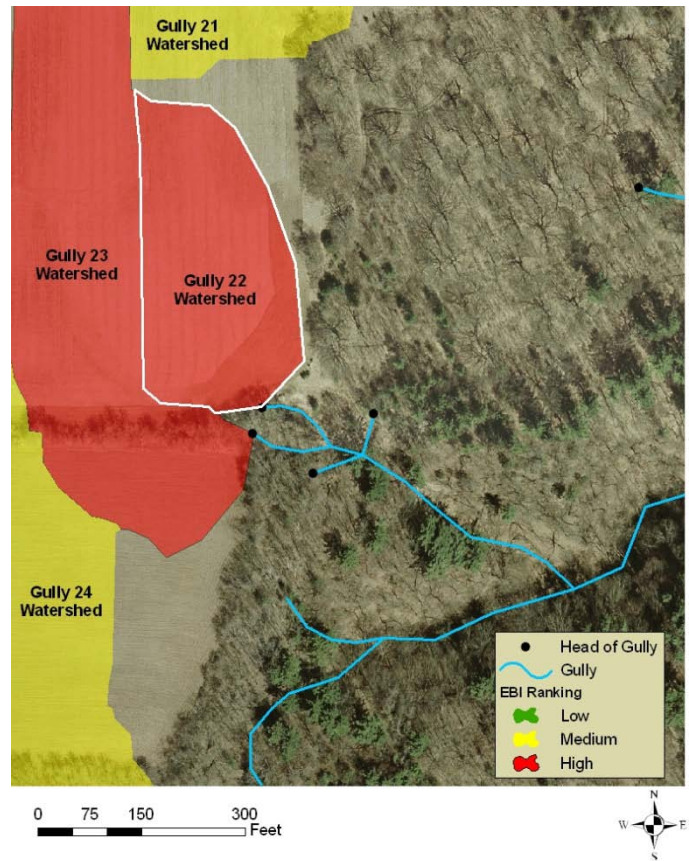 Gully 21
Watershed
Gully 23
Watershed
Gully 22
Watershed
Gully 24
Watershed
Head of Gully
Gully
EBI Ranking
Low
Medium
High
0 75 150 300
Feet
N
W E
S